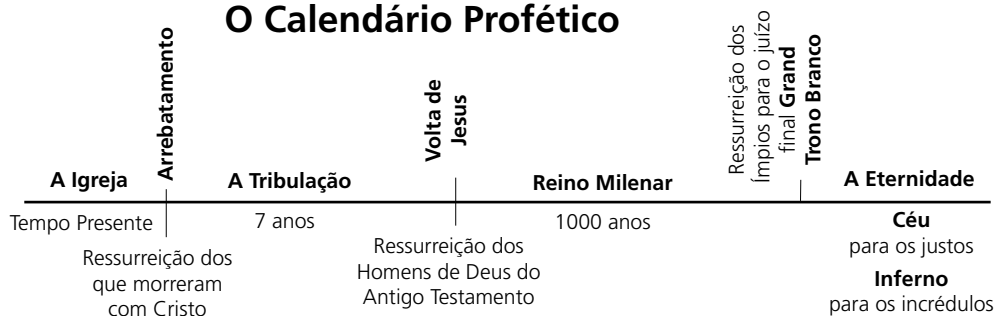 O Calendário Profético
Arrebatamento
Volta de
Jesus
Ressurreição dos
Ímpios para o juízo
final Grand
Trono Branco
A Igreja
A Tribulação
Reino Milenar
A Eternidade
Tempo Presente
7 anos
1000 anos
Céu
para os justos
Inferno
para os incrédulos
Ressurreição dos
que morreram
com Cristo
Ressurreição dos
Homens de Deus do
Antigo Testamento